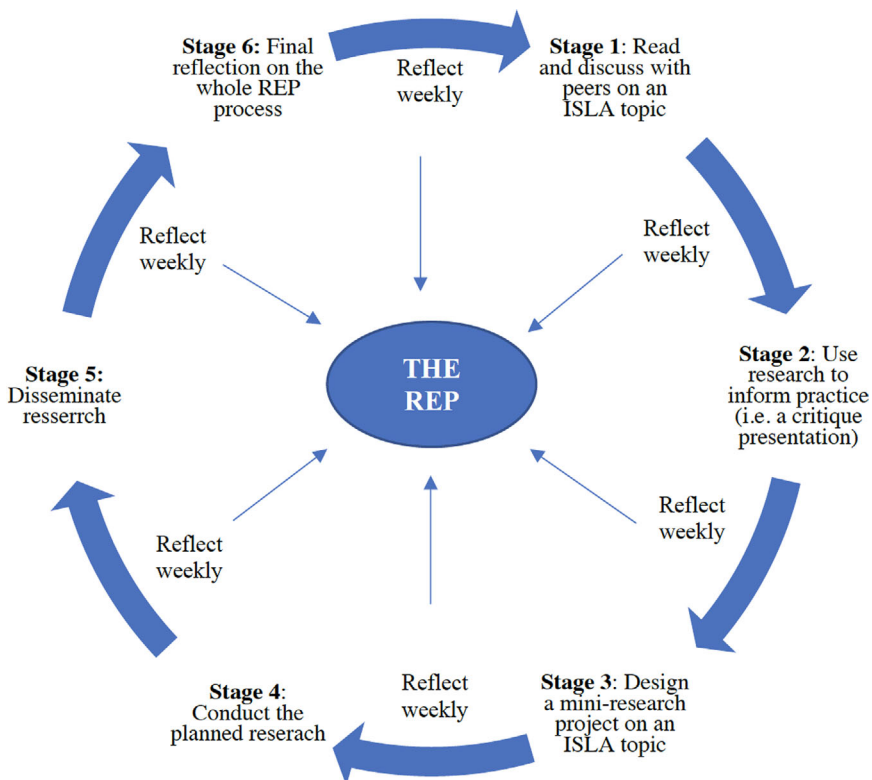 Stage 6: Final
reflection on the
whole REP
process
Reflect
weekly
Stage 1: Read
and discuss with
peers on an
ISLA topic
Reflect
weekly
Reflect
weekly
Stage 5:
Disseminate
resserrch
THE
REP
Stage 2: Use
research to
inform practice
(i.e. a critique
presentation)
Reflect
weekly
Reflect
weekly
Stage 4:
Conduct the
planned reserach
Reflect
weekly
Stage 3: Design
a mini-research
project on an
ISLA topic